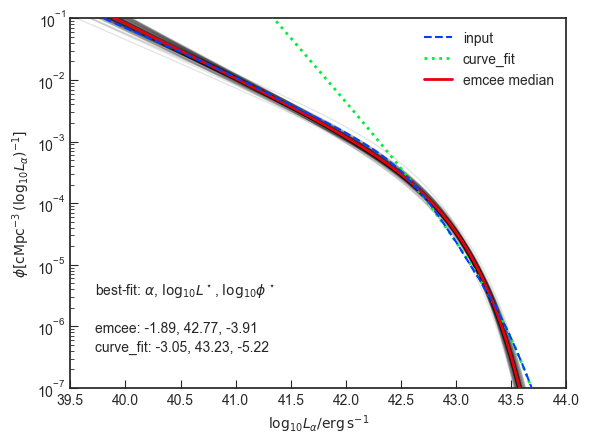 input
curve_fit
emcee median
10⁻¹
10⁻²
10⁻³
10⁻⁴
10⁻⁵
10⁻⁶
10⁻⁷
ϕ[cMpc⁻³ (log₁₀Lα)⁻¹]
best-fit: α, log₁₀L*, log₁₀ϕ*
emcee: -1.89, 42.77, -3.91
curve_fit: -3.05, 43.23, -5.22
39.5 40.0 40.5 41.0 41.5 42.0 42.5 43.0 43.5 44.0
log₁₀Lα/erg s⁻¹